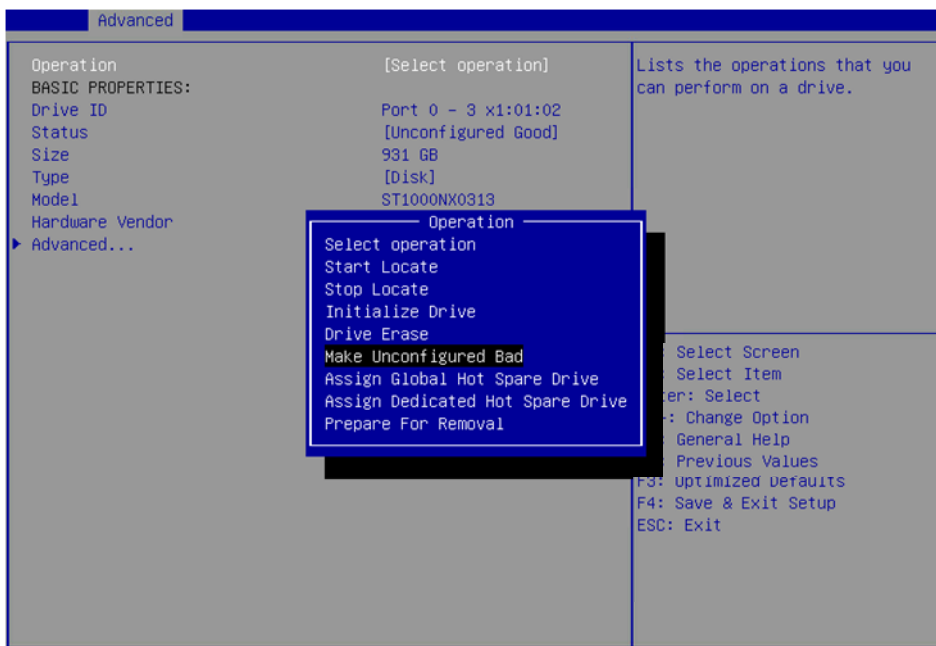 Advanced
Operation [Select operation]
BASIC PROPERTIES:
Drive ID Port 0 - 3 x1:01:02
Status [Unconfigured Good]
Size 931 GB
Type [Disk]
Model ST1000NX0313
Hardware Vendor
Advanced...
Operation
Select operation
Start Locate
Stop Locate
Initialize Drive
Drive Erase
Make Unconfigured Bad
Assign Global Hot Spare Drive
Assign Dedicated Hot Spare Drive
Prepare For Removal
Lists the operations that you
can perform on a drive.
Select Screen
Select Item
Select
Change Option
General Help
Previous Values
F3: Optimized Defaults
F4: Save & Exit Setup
ESC: Exit